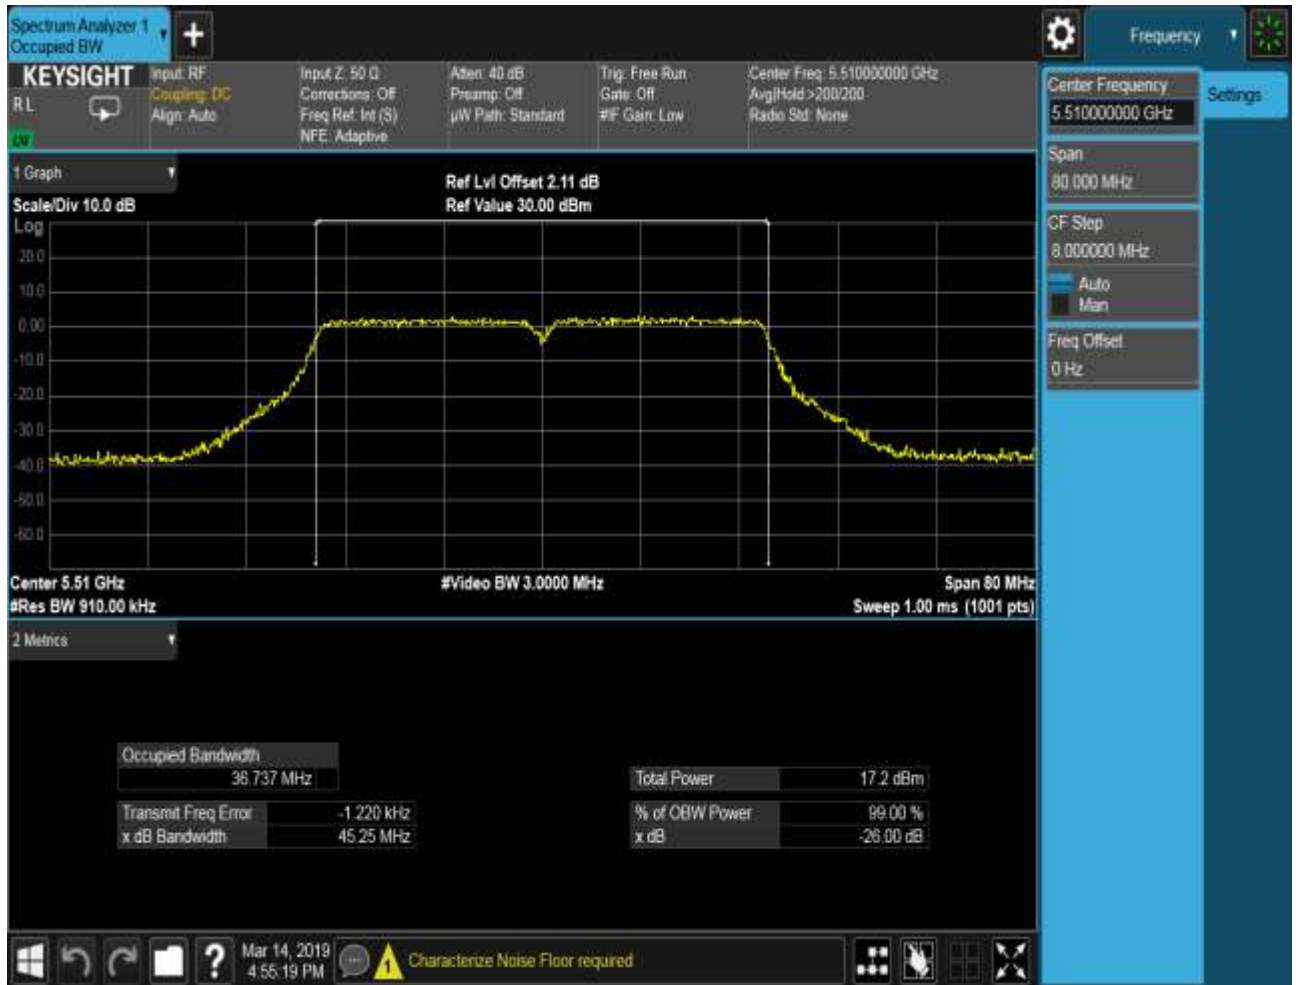 Spectrum Analyzer 1
Occupied BW
Frequency
KEYSIGHT
R L
Input: RF
Coupling: DC
Align: Auto
Input Z: 50 Ω
Corrections: Off
Freq Ref: Int (S)
NFE: Adaptive
Atten: 40 dB
Preamp: Off
µW Path: Standard
Trig: Free Run
Gate: Off
#IF Gain: Low
Center Freq: 5.510000000 GHz
Avg|Hold:>200/200
Radio Std: None
Center Frequency
5.510000000 GHz
Settings
Span
80.000 MHz
CF Step
8.000000 MHz
Auto
Man
Freq Offset
0 Hz
1 Graph
Scale/Div 10.0 dB
Ref Lvl Offset 2.11 dB
Ref Value 30.00 dBm
Log
20.0
10.0
0.00
-10.0
-20.0
-30.0
-40.0
-50.0
-60.0
Center 5.51 GHz
#Video BW 3.0000 MHz
Span 80 MHz
#Res BW 910.00 kHz
Sweep 1.00 ms (1001 pts)
2 Metrics
Occupied Bandwidth
36.737 MHz
Total Power 17.2 dBm
Transmit Freq Error -1.220 kHz
% of OBW Power 99.00 %
x dB Bandwidth 45.25 MHz
x dB -26.00 dB
Mar 14, 2019
4:55:19 PM
1
Characterize Noise Floor required